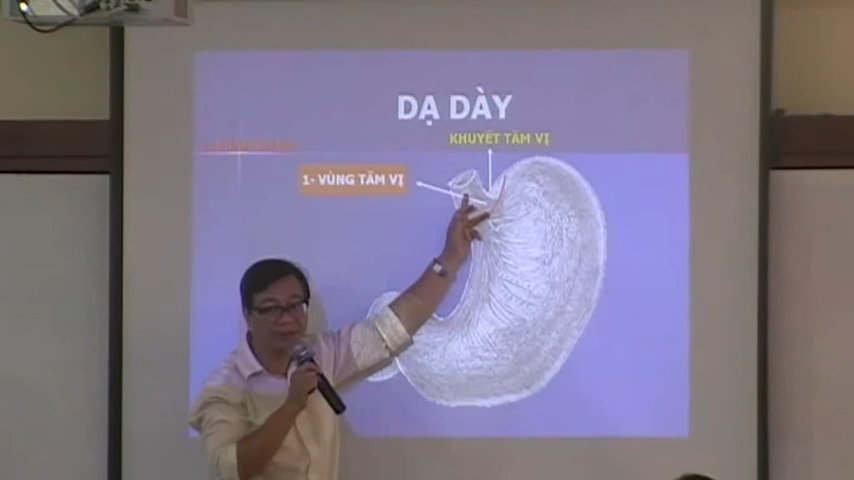 DẠ DÀY
KHUYẾT TÂM VỊ
1- VÙNG TÂM VỊ